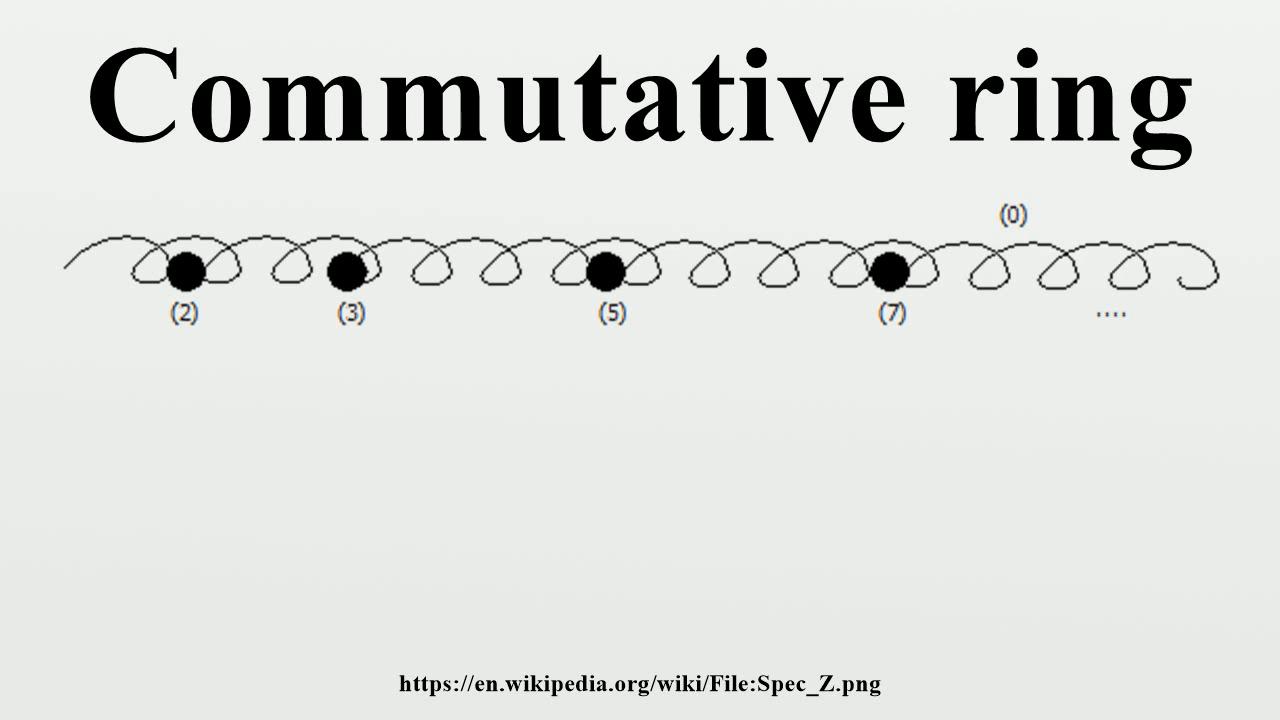 Commutative ring
(0)
(2) (3) (5) (7) ....
https://en.wikipedia.org/wiki/File:Spec_Z.png